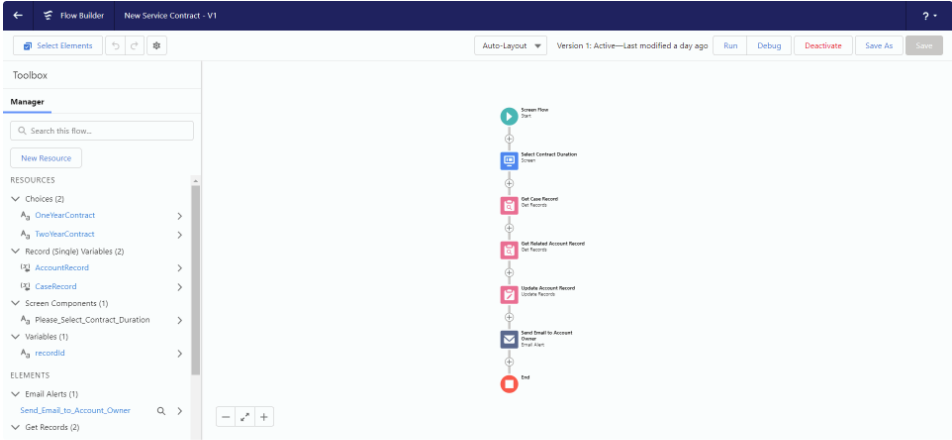 Flow Builder New Service Contract - V1 ?
Select Elements Auto-Layout Version 1: Active—Last modified a day ago Run Debug Deactivate Save As Save
Toolbox
Manager
Search this flow...
New Resource
RESOURCES
Choices (2)
OneYearContract
TwoYearContract
Record (Single) Variables (2)
AccountRecord
CaseRecord
Screen Components (1)
Please_Select_Contract_Duration
Variables (1)
recordId
ELEMENTS
Email Alerts (1)
Send_Email_to_Account_Owner
Get Records (2)
Screen Flow
Start
Select Contract Duration
Screen
Get Case Record
Get Records
Get Related Account Record
Get Records
Update Account Record
Update Records
Send Email to Account
Owner
Email Alert
End